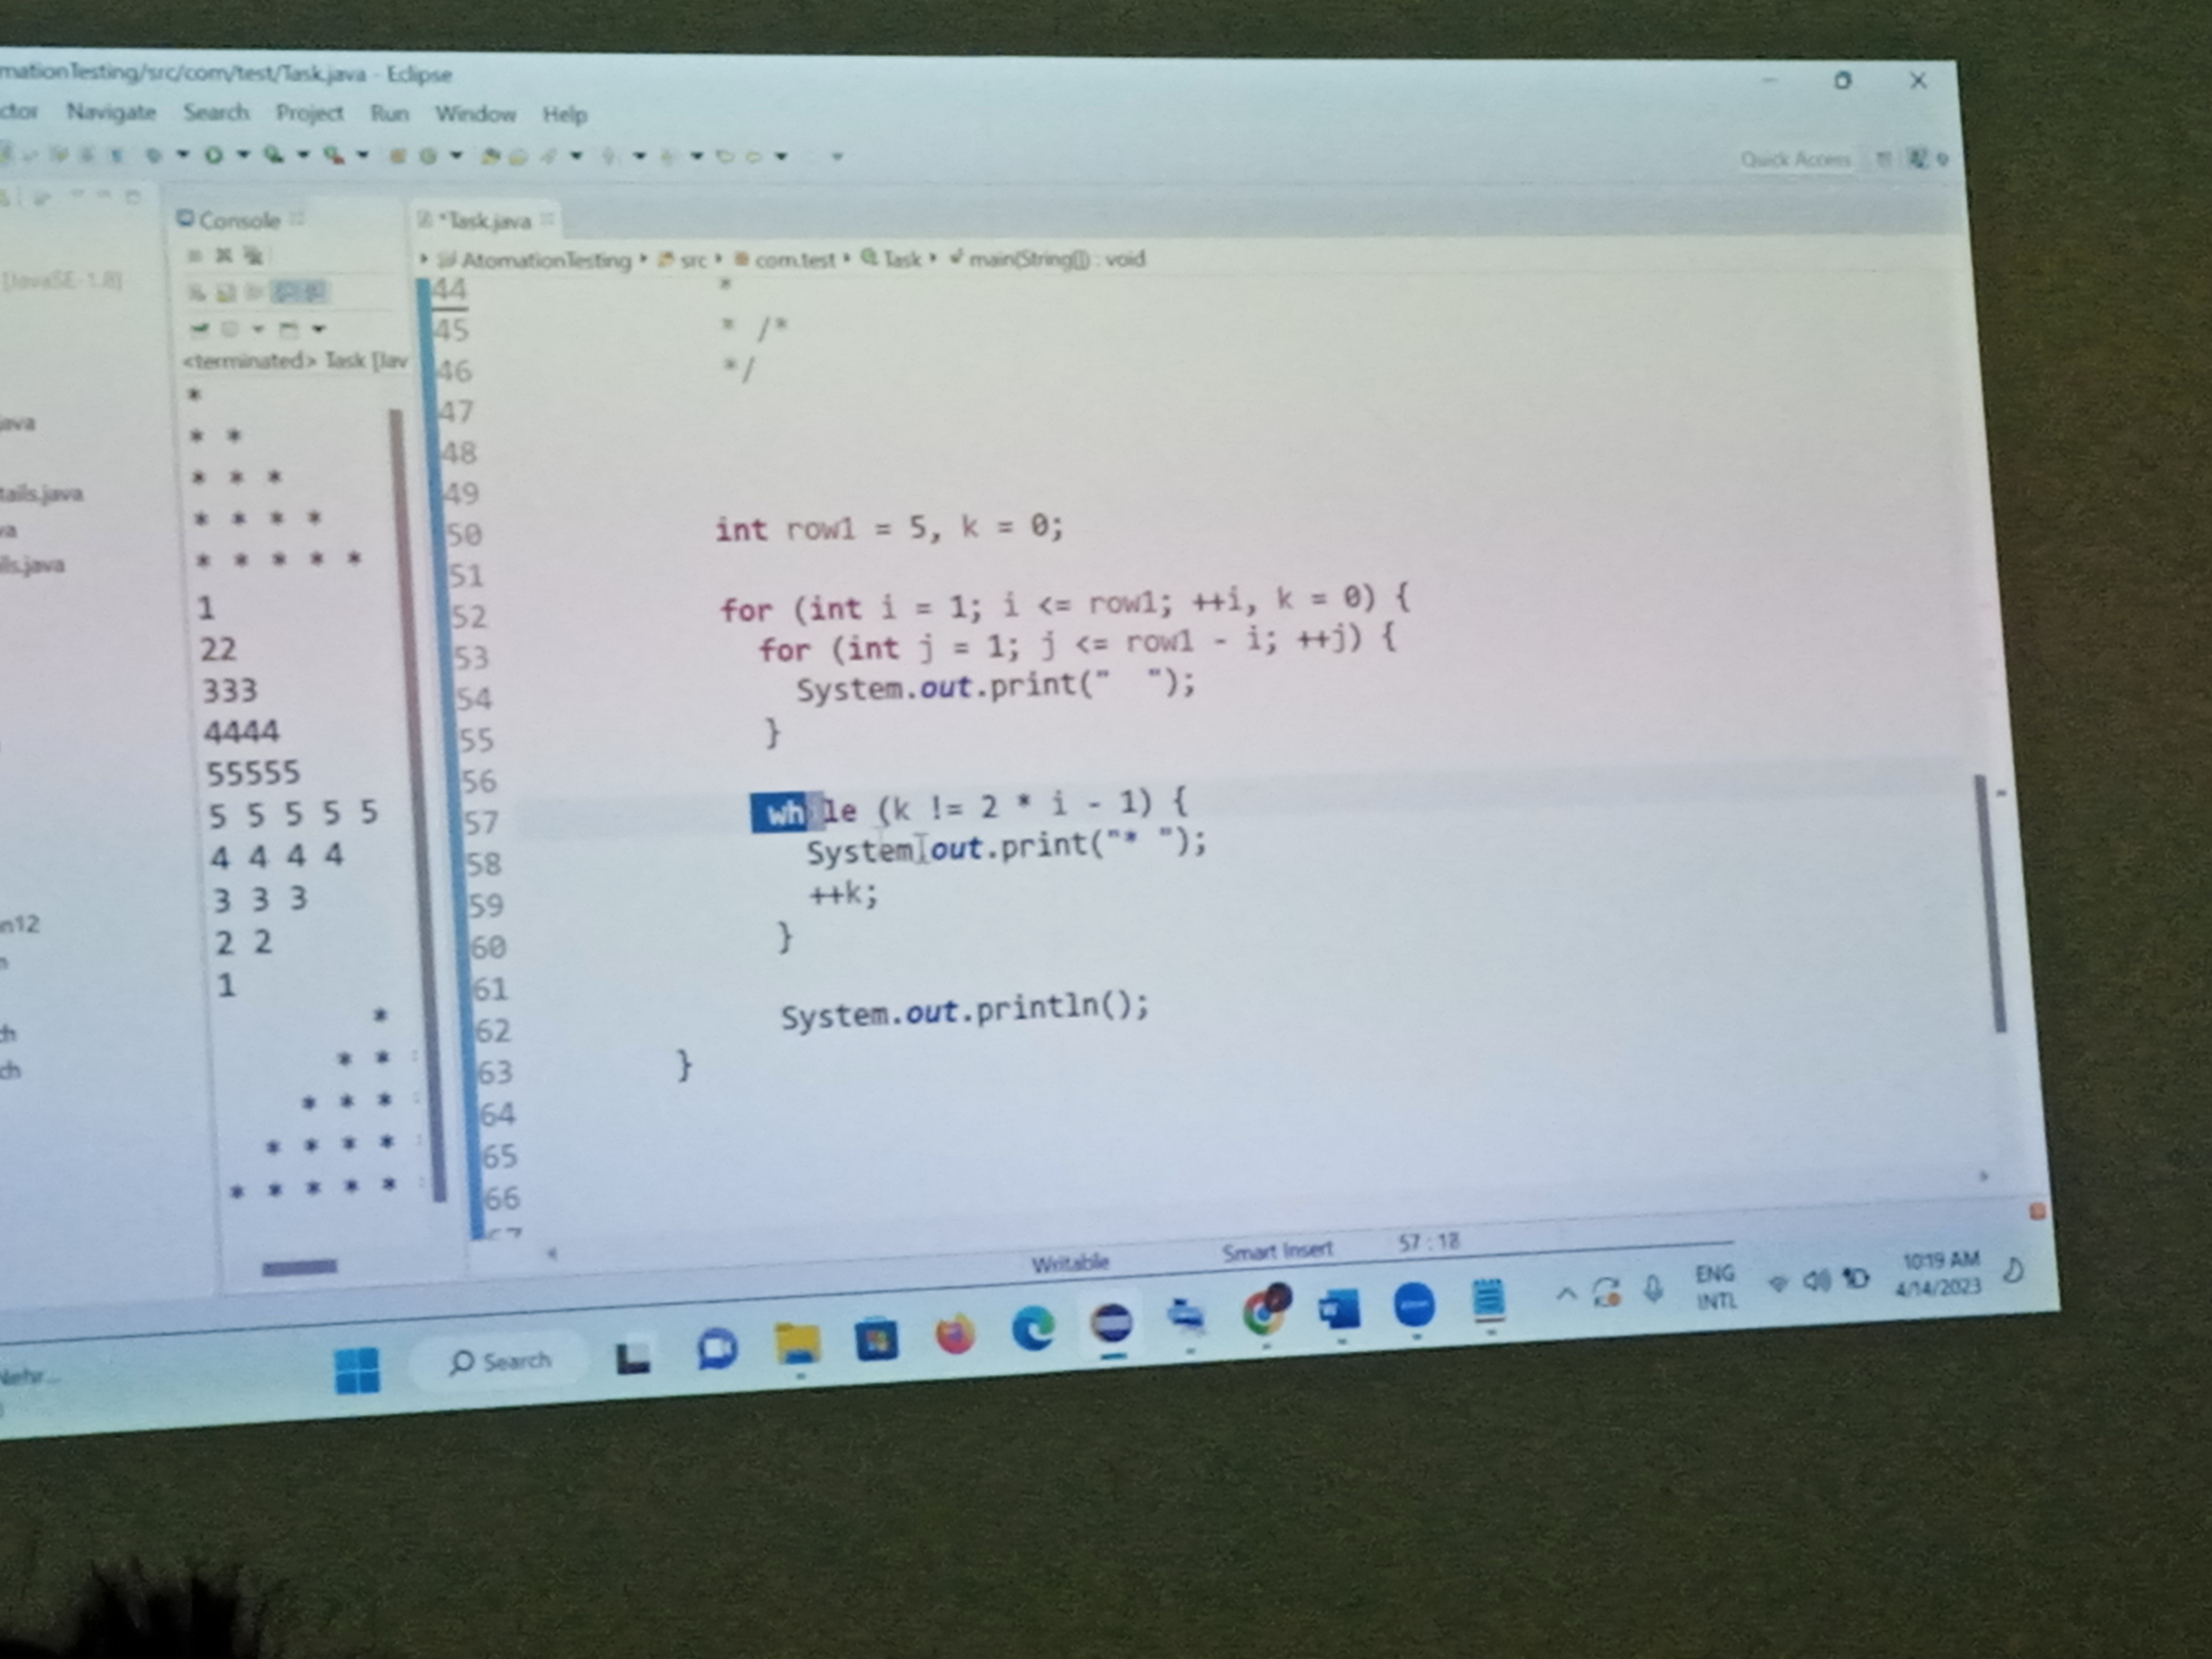 mationTesting/src/com/test/Task.java - Eclipse
ctor Navigate Search Project Run Window Help
Quick Access
[JavaSE-1.8]
ava
tails.java
va
ils.java
n12
n
ch
ch
Console
<terminated> Task [Jav
*
* *
* * *
* * * *
* * * * *
1
22
333
4444
55555
5 5 5 5 5
4 4 4 4
3 3 3
2 2
1
*
* *
* * *
* * * *
* * * * *
*Task.java
AtomationTesting src com.test Task main(String[]) : void
44 *
45 * /*
46 */
47
48
49
50 int row1 = 5, k = 0;
51
52 for (int i = 1; i <= row1; ++i, k = 0) {
53 for (int j = 1; j <= row1 - i; ++j) {
54 System.out.print("  ");
55 }
56
57 while (k != 2 * i - 1) {
58 System.out.print("* ");
59 ++k;
60 }
61
62 System.out.println();
63 }
64
65
66
Writable Smart Insert 57 : 18
Search
ENG
INTL
10:19 AM
4/14/2023